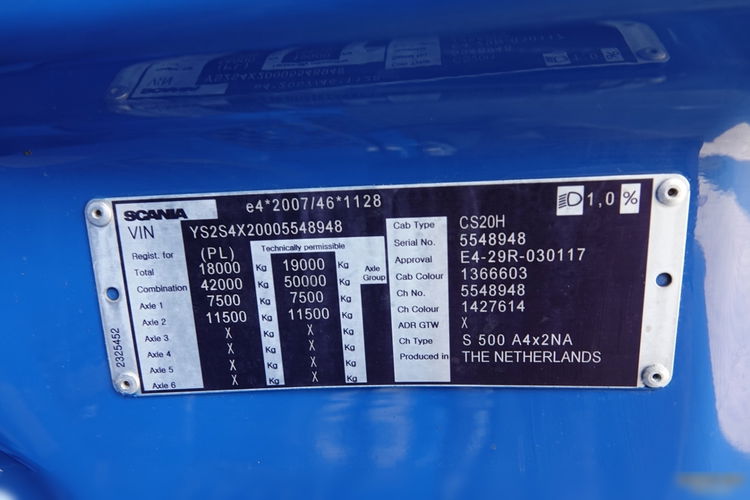 SCANIA e4*2007/46*1128 1,0 %
VIN YS2S4X20005548948
Regist. for (PL) Technically permissible
Total 18000 Kg 19000 Kg Axle Group
Combination 42000 Kg 50000 Kg
Axle 1 7500 Kg 7500 Kg
Axle 2 11500 Kg 11500 Kg
Axle 3 X Kg X Kg
Axle 4 X Kg X Kg
Axle 5 X Kg X Kg
Axle 6 X Kg X Kg
Cab Type CS20H
Serial No. 5548948
Approval E4-29R-030117
Cab Colour 1366603
Ch No. 5548948
Ch Colour 1427614
ADR GTW X
Ch Type S 500 A4x2NA
Produced in THE NETHERLANDS
2325452